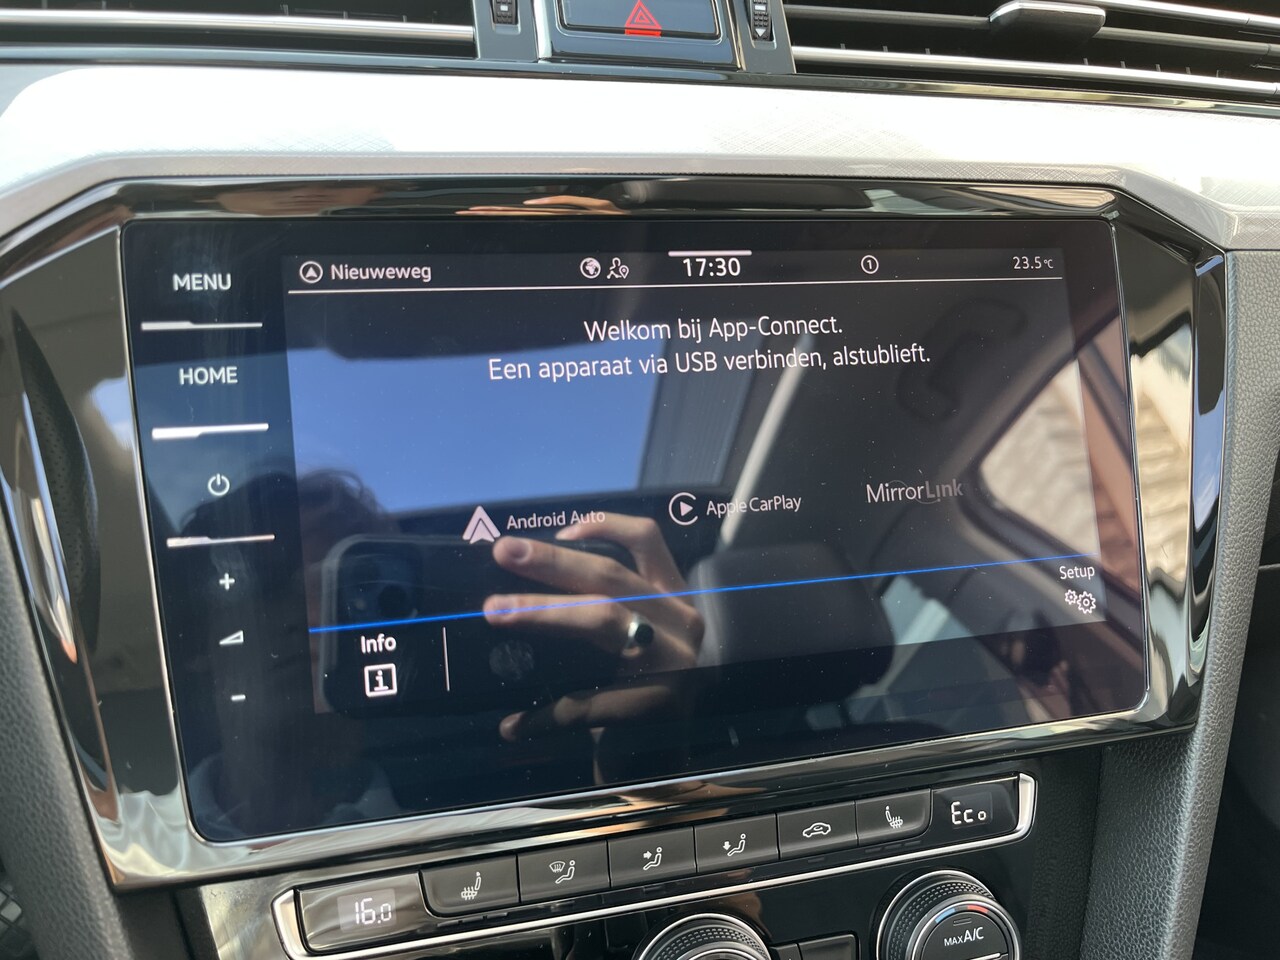 MENU
Nieuweweg
17:30
1
23.5°C
Welkom bij App-Connect.
Een apparaat via USB verbinden, alstublieft.
HOME
Android Auto
Apple CarPlay
MirrorLink
+
-
Info
i
Setup
16.0
Eco
MAX A/C